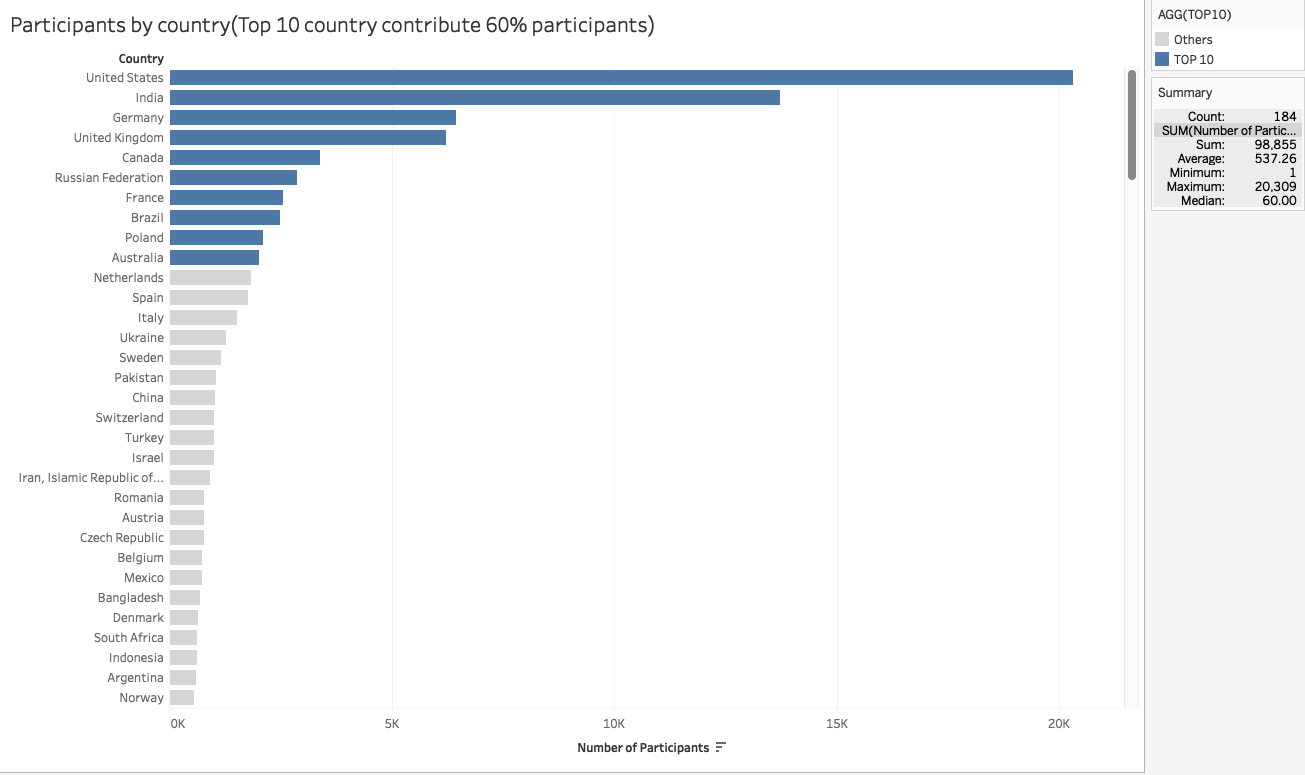 Participants by country(Top 10 country contribute 60% participants)
Country
United States
India
Germany
United Kingdom
Canada
Russian Federation
France
Brazil
Poland
Australia
Netherlands
Spain
Italy
Ukraine
Sweden
Pakistan
China
Switzerland
Turkey
Israel
Iran, Islamic Republic of...
Romania
Austria
Czech Republic
Belgium
Mexico
Bangladesh
Denmark
South Africa
Indonesia
Argentina
Norway
0K 5K 10K 15K 20K
Number of Participants
AGG(TOP10)
Others
TOP 10
Summary
Count: 184
SUM(Number of Partic...
Sum: 98,855
Average: 537.26
Minimum: 1
Maximum: 20,309
Median: 60.00